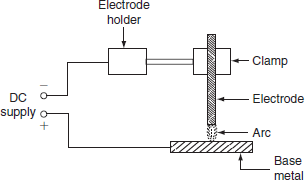 Electrode
holder
Clamp
−
DC
supply
+
Electrode
Arc
Base
metal